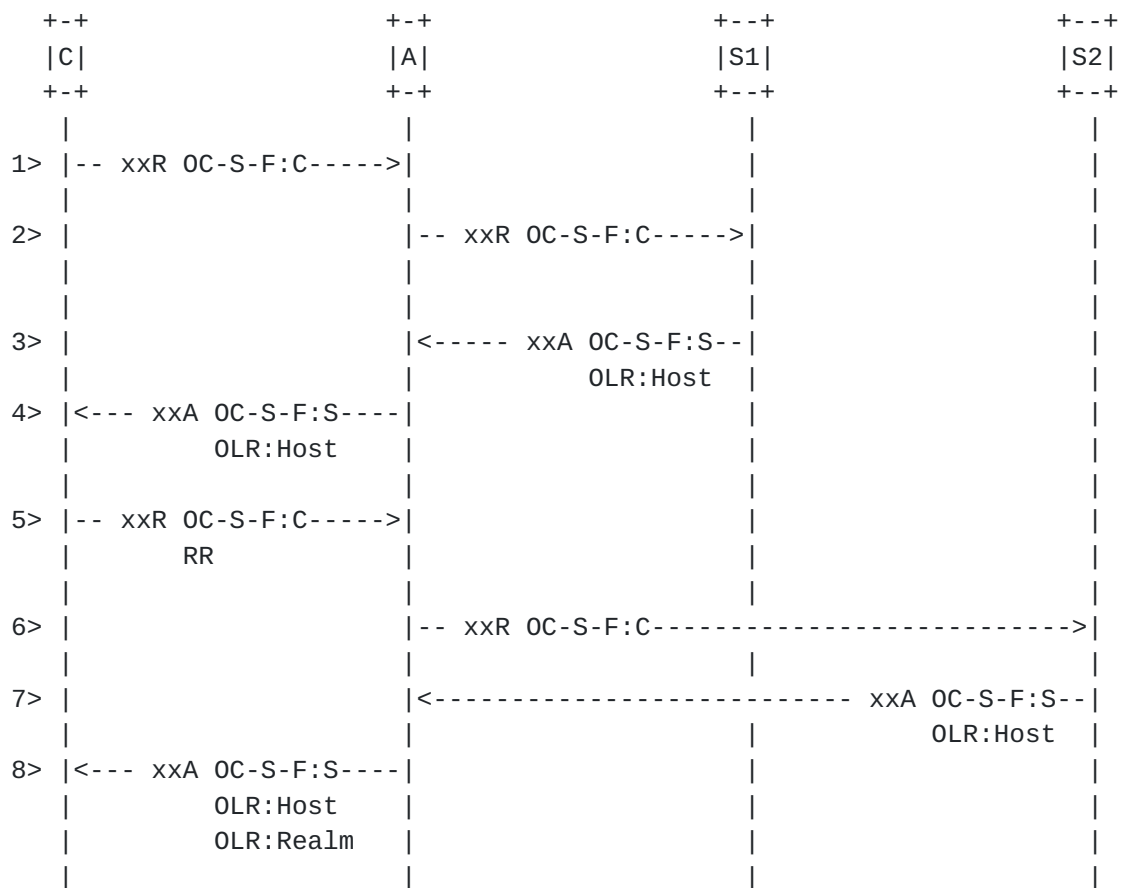 +-+                    +-+                  +--+                  +--+
|C|                    |A|                  |S1|                  |S2|
+-+                    +-+                  +--+                  +--+
 |                      |                     |                     |
1> |-- xxR OC-S-F:C----->|                     |                     |
 |                      |                     |                     |
2> |                     |-- xxR OC-S-F:C----->|                     |
 |                      |                     |                     |
 |                      |                     |                     |
3> |                     |<----- xxA OC-S-F:S--|                     |
 |                      |           OLR:Host  |                     |
4> |<--- xxA OC-S-F:S----|                     |                     |
 |         OLR:Host     |                     |                     |
 |                      |                     |                     |
5> |-- xxR OC-S-F:C----->|                     |                     |
 |       RR             |                     |                     |
 |                      |                     |                     |
6> |                     |-- xxR OC-S-F:C--------------------------->|
 |                      |                     |                     |
7> |                     |<--------------------------- xxA OC-S-F:S--|
 |                      |                     |           OLR:Host  |
8> |<--- xxA OC-S-F:S----|                     |                     |
 |         OLR:Host     |                     |                     |
 |         OLR:Realm    |                     |                     |
 |                      |                     |                     |